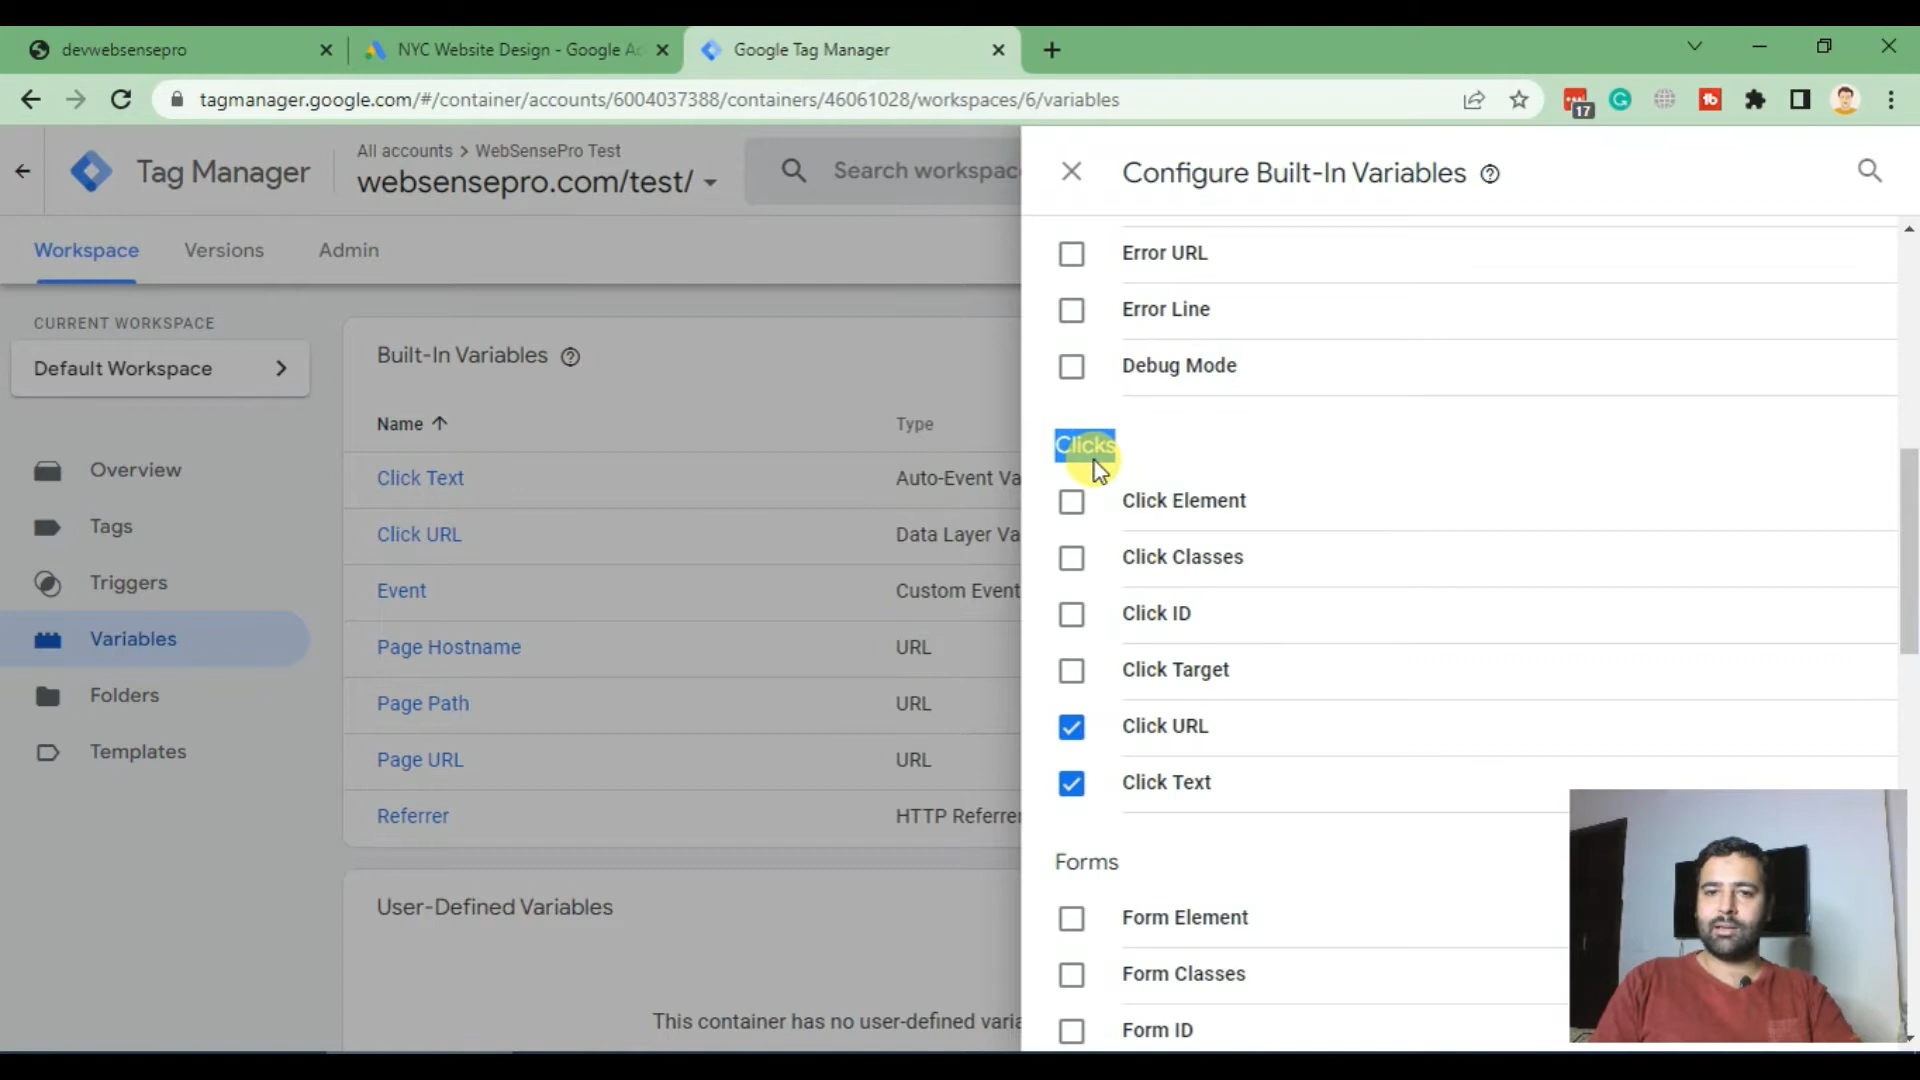 devwebsensepro
NYC Website Design - Google Ad
Google Tag Manager
tagmanager.google.com/#/container/accounts/6004037388/containers/46061028/workspaces/6/variables
17
Tag Manager
All accounts > WebSensePro Test
websensepro.com/test/
Search workspac
Workspace
Versions
Admin
CURRENT WORKSPACE
Default Workspace
Overview
Tags
Triggers
Variables
Folders
Templates
Built-In Variables
Name
Type
Click Text
Auto-Event Va
Click URL
Data Layer Va
Event
Custom Event
Page Hostname
URL
Page Path
URL
Page URL
URL
Referrer
HTTP Referrer
User-Defined Variables
This container has no user-defined varia
Configure Built-In Variables
Error URL
Error Line
Debug Mode
Clicks
Click Element
Click Classes
Click ID
Click Target
Click URL
Click Text
Forms
Form Element
Form Classes
Form ID